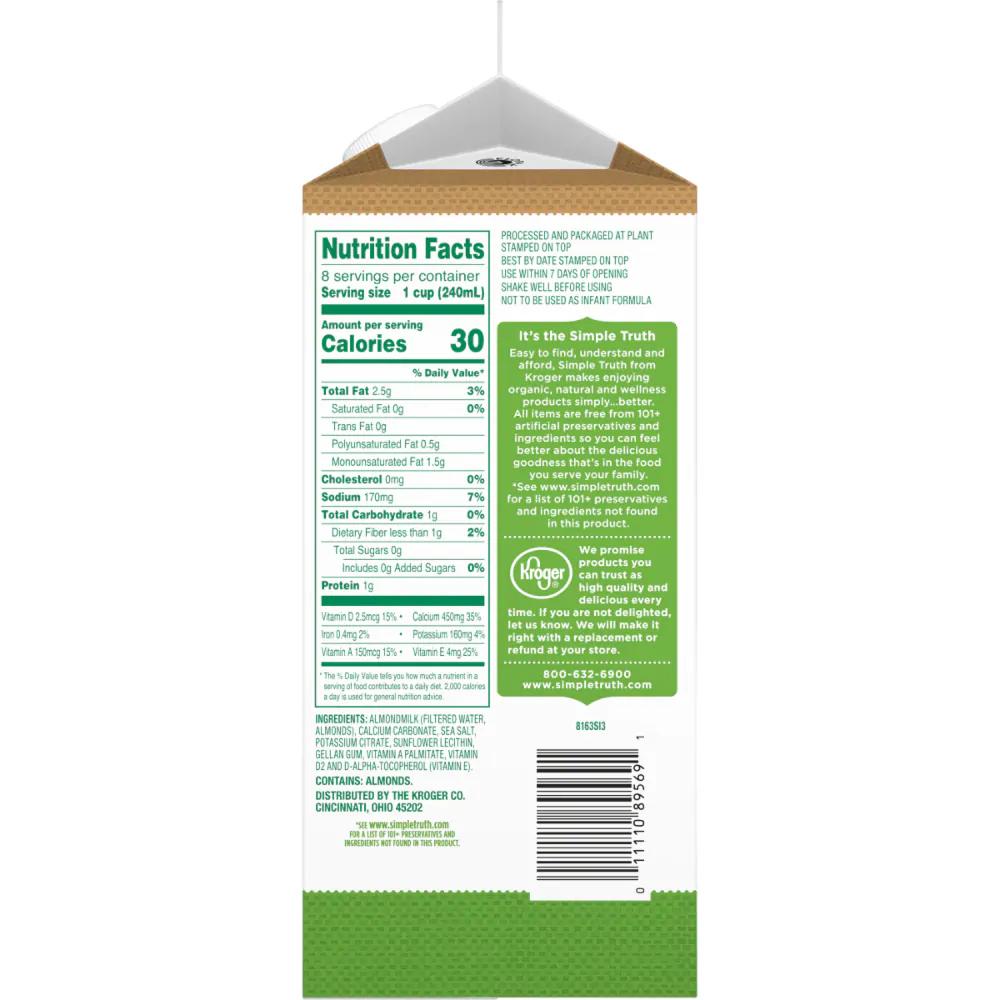 Nutrition Facts
8 servings per container
Serving size 1 cup (240mL)
Amount per serving
Calories 30
% Daily Value*
Total Fat 2.5g 3%
Saturated Fat 0g 0%
Trans Fat 0g
Polyunsaturated Fat 0.5g
Monounsaturated Fat 1.5g
Cholesterol 0mg 0%
Sodium 170mg 7%
Total Carbohydrate 1g 0%
Dietary Fiber less than 1g 2%
Total Sugars 0g
Includes 0g Added Sugars 0%
Protein 1g
Vitamin D 2.5mcg 15% • Calcium 450mg 35%
Iron 0.4mg 2% • Potassium 160mg 4%
Vitamin A 150mcg 15% • Vitamin E 4mg 25%
* The % Daily Value tells you how much a nutrient in a
serving of food contributes to a daily diet. 2,000 calories
a day is used for general nutrition advice.
INGREDIENTS: ALMONDMILK (FILTERED WATER,
ALMONDS), CALCIUM CARBONATE, SEA SALT,
POTASSIUM CITRATE, SUNFLOWER LECITHIN,
GELLAN GUM, VITAMIN A PALMITATE, VITAMIN
D2 AND D-ALPHA-TOCOPHEROL (VITAMIN E).
CONTAINS: ALMONDS.
DISTRIBUTED BY THE KROGER CO.
CINCINNATI, OHIO 45202
*SEE www.simpletruth.com
FOR A LIST OF 101+ PRESERVATIVES AND
INGREDIENTS NOT FOUND IN THIS PRODUCT.
PROCESSED AND PACKAGED AT PLANT
STAMPED ON TOP
BEST BY DATE STAMPED ON TOP
USE WITHIN 7 DAYS OF OPENING
SHAKE WELL BEFORE USING
NOT TO BE USED AS INFANT FORMULA
It's the Simple Truth
Easy to find, understand and
afford, Simple Truth from
Kroger makes enjoying
organic, natural and wellness
products simply...better.
All items are free from 101+
artificial preservatives and
ingredients so you can feel
better about the delicious
goodness that's in the food
you serve your family.
*See www.simpletruth.com
for a list of 101+ preservatives
and ingredients not found
in this product.
Kroger®
We promise
products you
can trust as
high quality and
delicious every
time. If you are not delighted,
let us know. We will make it
right with a replacement or
refund at your store.
800-632-6900
www.simpletruth.com
8163SI3
0 11110 89569 1